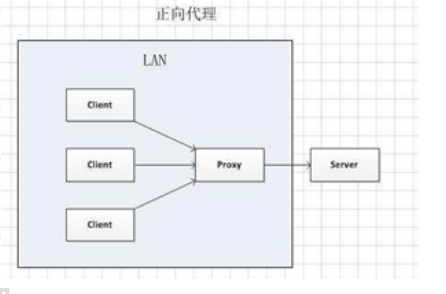 正向代理
LAN
Client
Client
Proxy
Server
Client